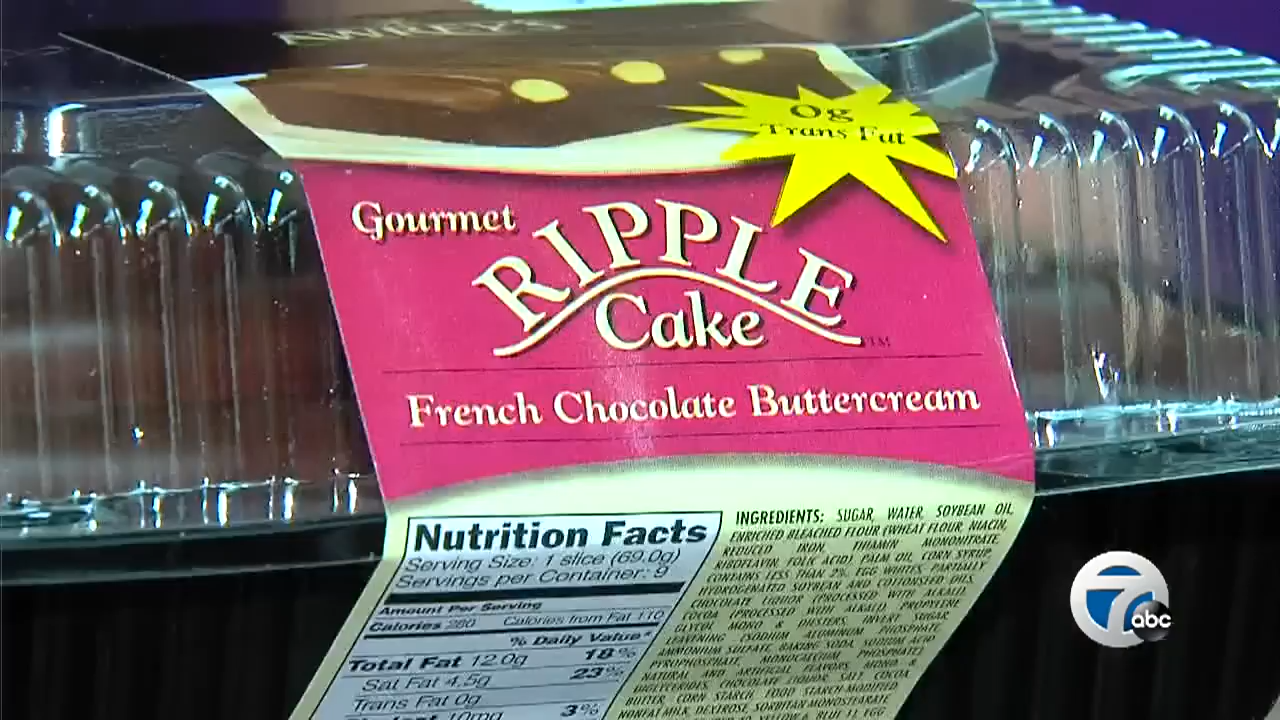 AWREY'S
0g
Trans Fat
Gourmet
RIPPLE
Cake
French Chocolate Buttercream
Nutrition Facts
Serving Size: 1 slice (69.0g)
Servings per Container: 9
Amount Per Serving
Calories 280 Calories from Fat 110
% Daily Value*
Total Fat 12.0g 18%
Sat Fat 4.5g 23%
Trans Fat 0g
10mg 3%
INGREDIENTS: SUGAR, WATER, SOYBEAN OIL,
ENRICHED BLEACHED FLOUR (WHEAT FLOUR, NIACIN,
REDUCED IRON, THIAMIN MONONITRATE,
RIBOFLAVIN, FOLIC ACID) PALM OIL, CORN SYRUP,
CONTAINS LESS THAN 2%, EGG WHITES, PARTIALLY
HYDROGENATED SOYBEAN AND COTTONSEED OILS,
CHOCOLATE LIQUOR (PROCESSED WITH ALKALI),
COCOA (PROCESSED WITH ALKALI), PROPYLENE
GLYCOL MONO & DIESTERS, INVERT SUGAR,
LEAVENING (SODIUM ALUMINUM PHOSPHATE,
AMMONIUM SULFATE, BAKING SODA, SODIUM ACID
PYROPHOSPHATE, MONOCALCIUM PHOSPHATE)
NATURAL AND ARTIFICIAL FLAVORS, MONO &
DIGLYCERIDES, CHOCOLATE LIQUOR, SALT, COCOA
BUTTER, CORN STARCH, FOOD STARCH-MODIFIED
NONFAT MILK, DEXTROSE, SORBITAN MONOSTEARATE
7 abc